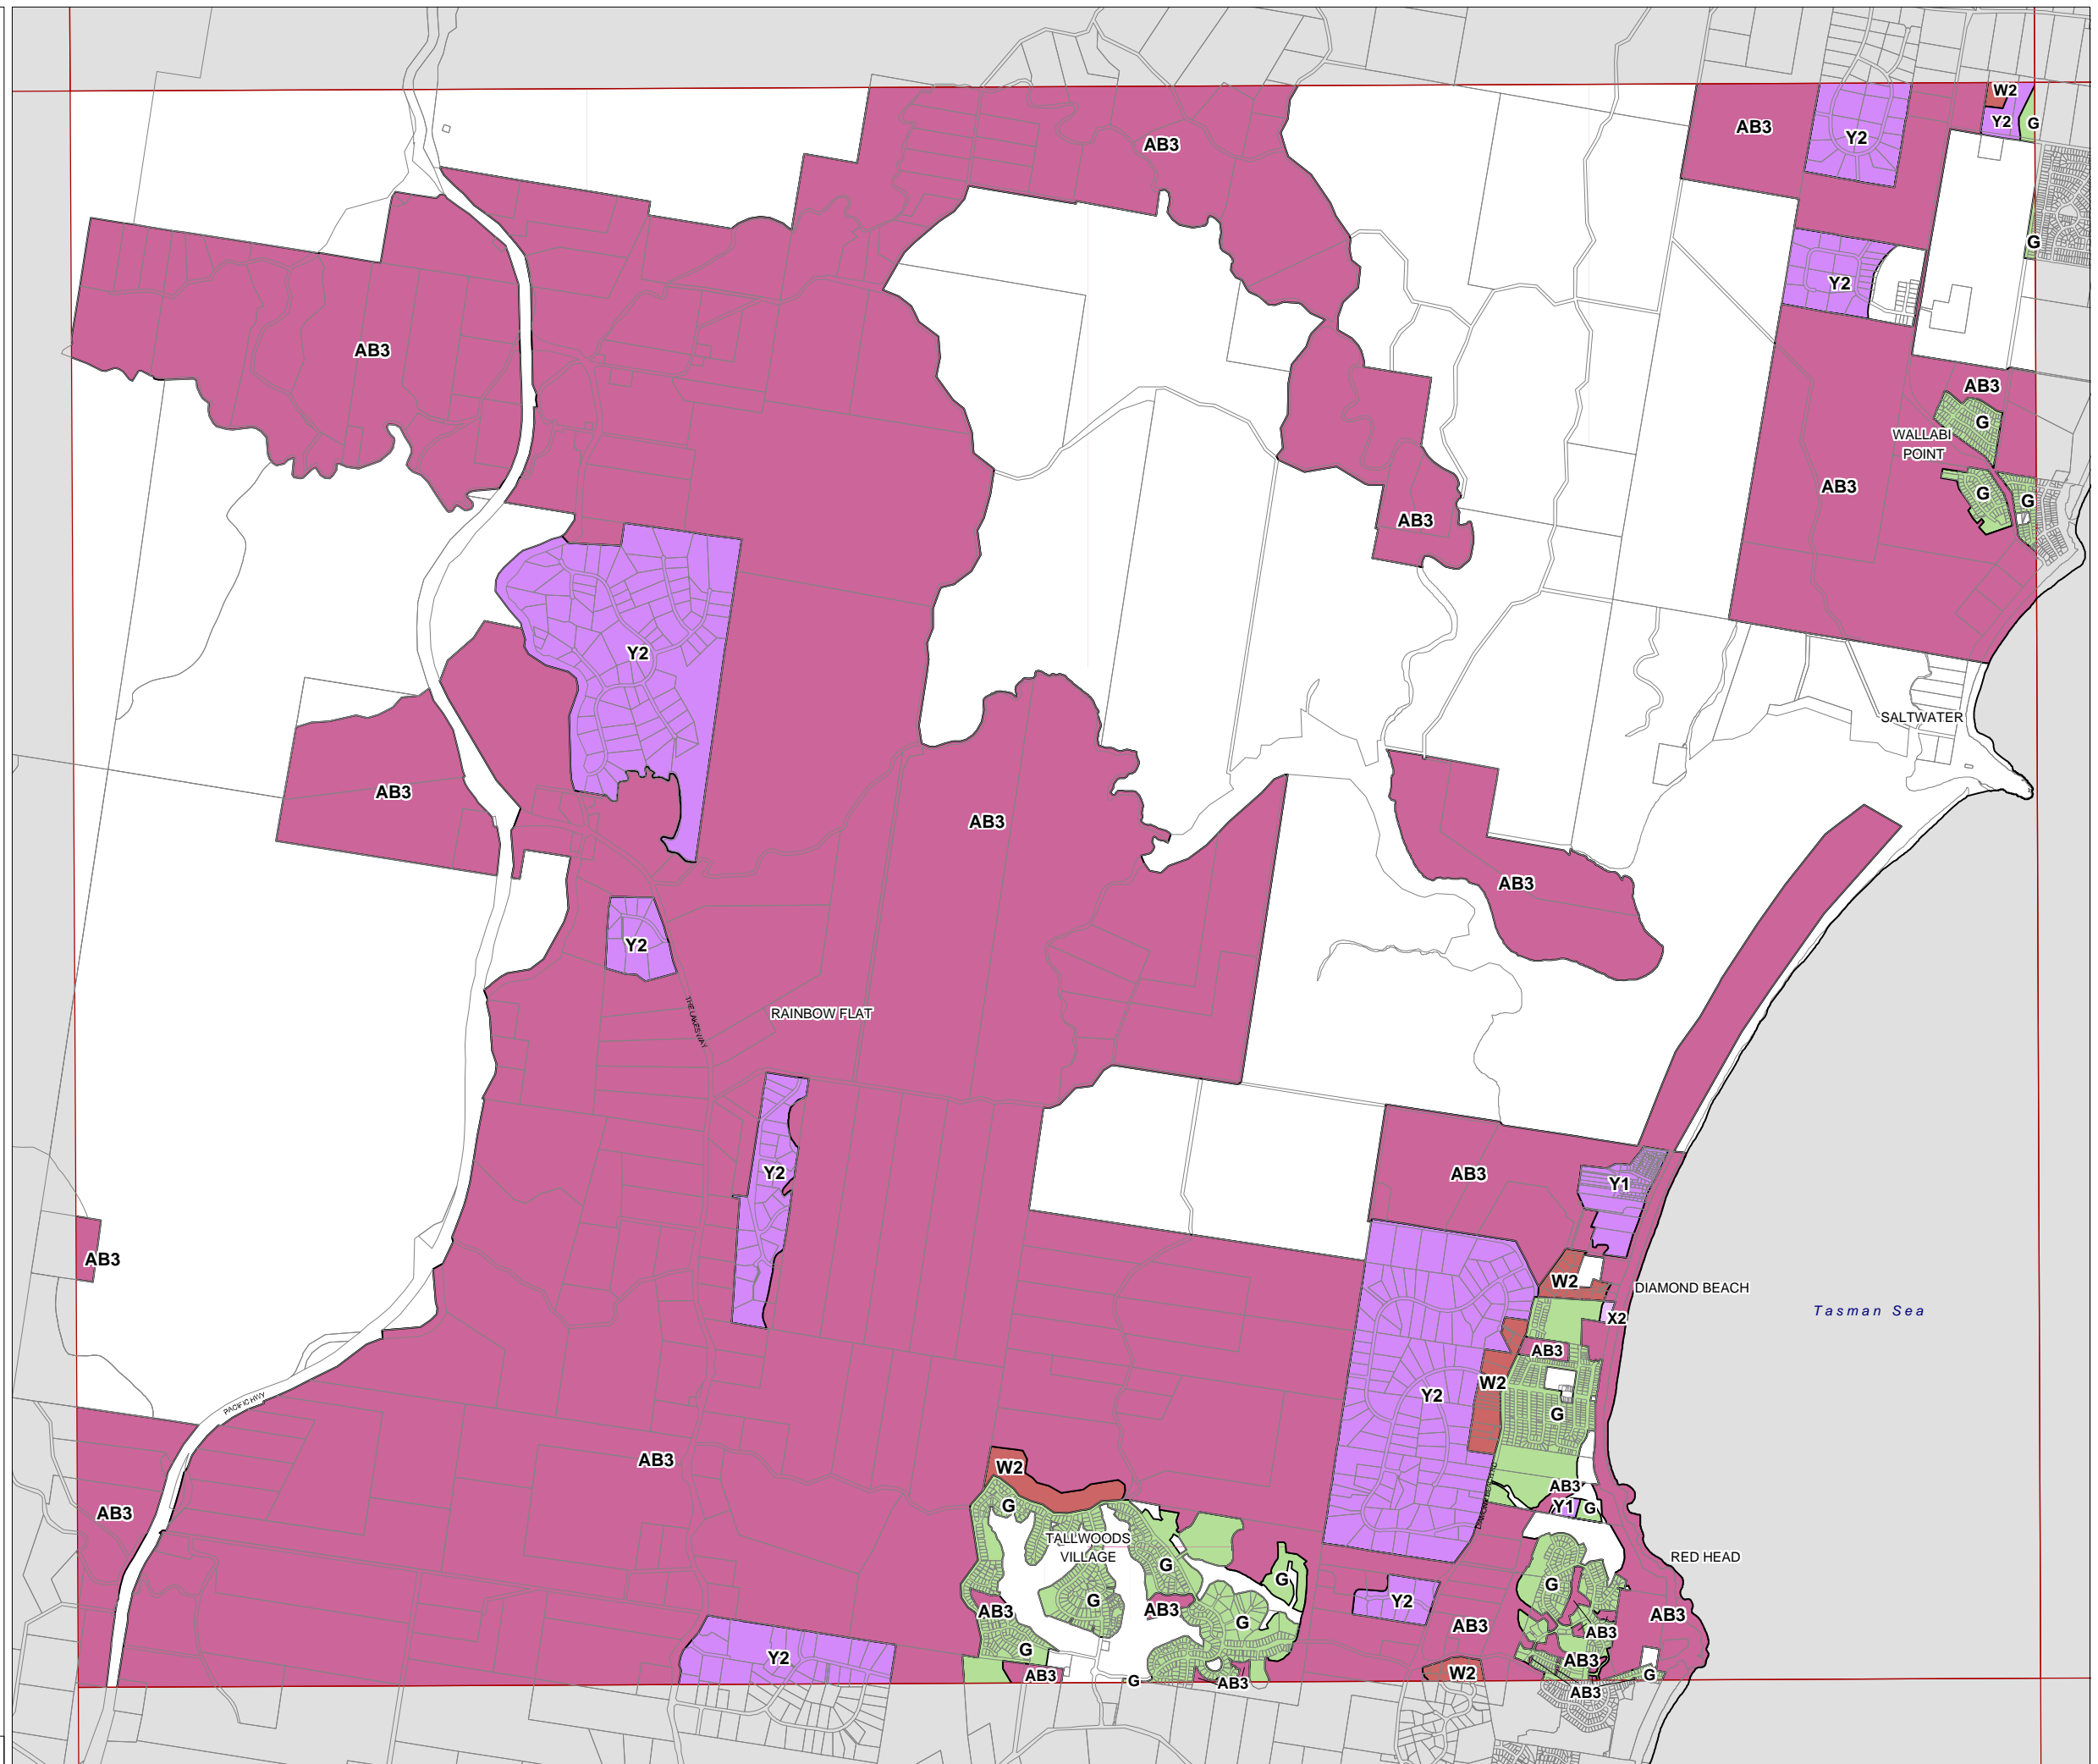 W2
AB3
Y2
Y2
G
AB3
G
Y2
AB3
AB3
G
WALLABI
POINT
AB3
G
G
AB3
Y2
SALTWATER
AB3
AB3
AB3
Y2
THE LAKES WAY
RAINBOW FLAT
AB3
Y2
Y1
AB3
W2
DIAMOND BEACH
Tasman Sea
X2
AB3
W2
Y2
PACIFIC HWY
G
AB3
W2
AB3
G
Y1
G
AB3
TALLWOODS
VILLAGE
RED HEAD
G
G
G
G
Y2
AB3
AB3
AB3
G
AB3
AB3
G
Y2
AB3
W2
G
AB3
G
AB3
AB3